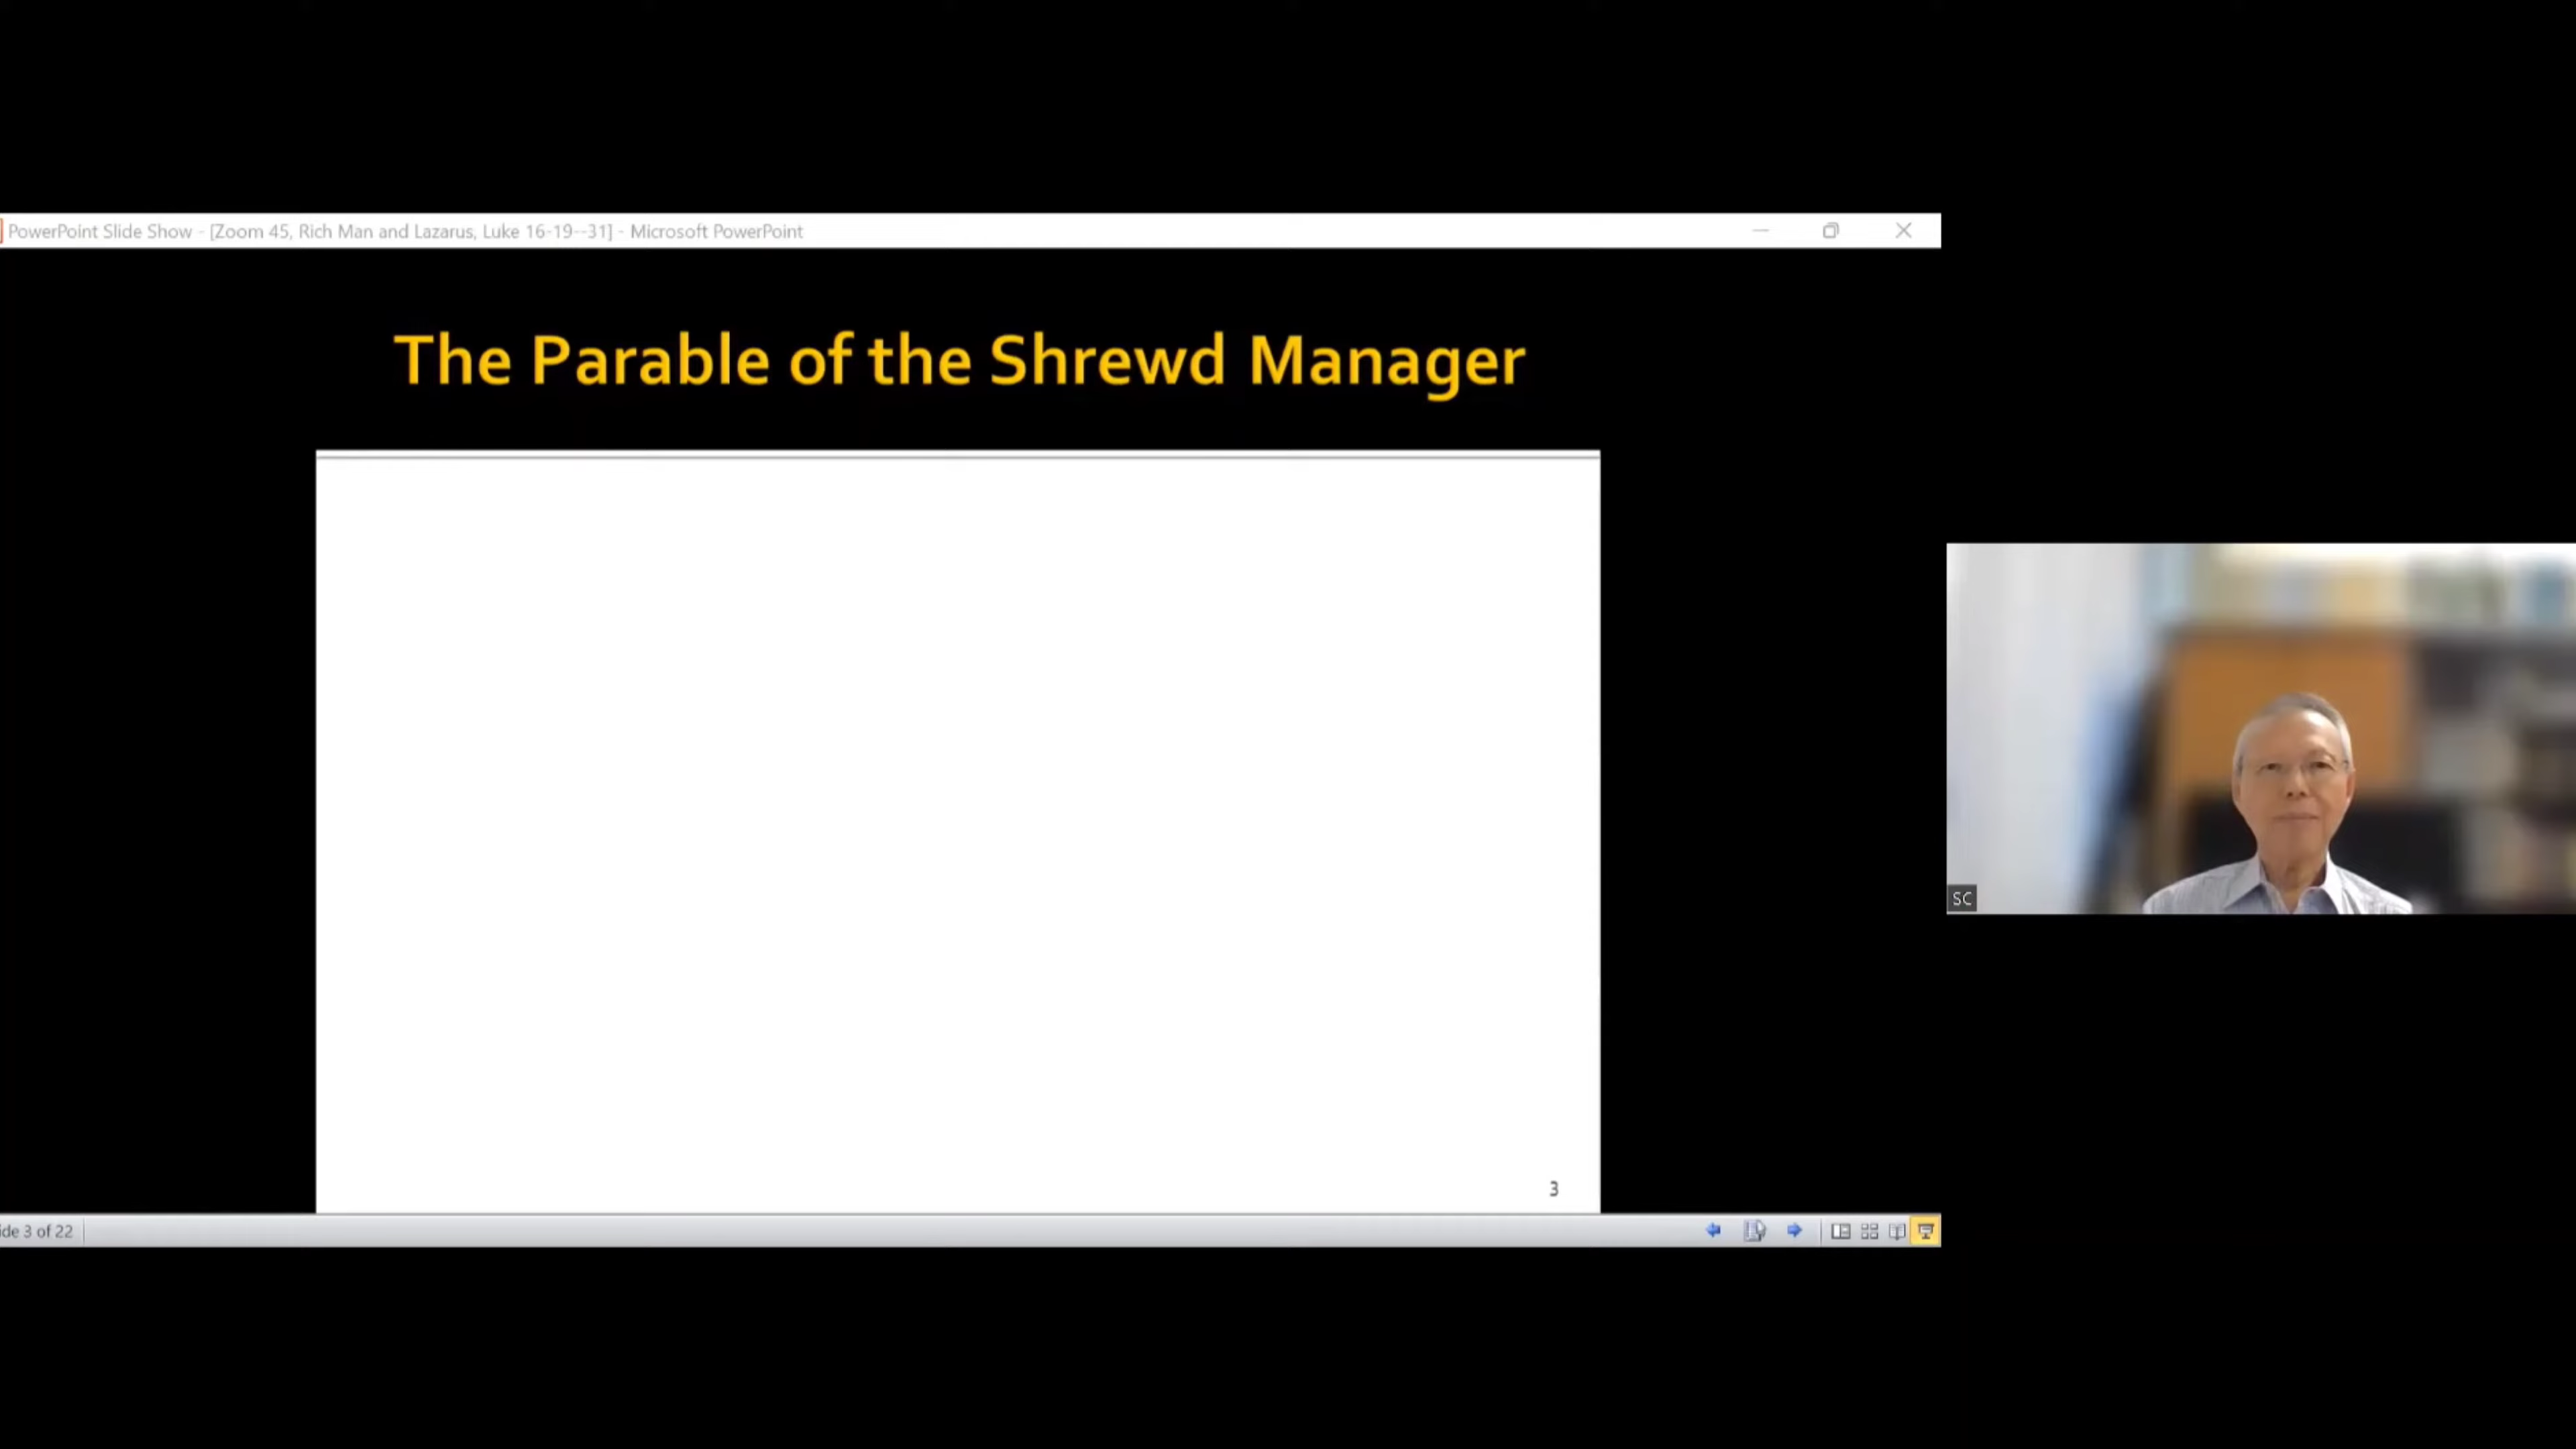 PowerPoint Slide Show - [Zoom 45, Rich Man and Lazarus, Luke 16-19--31] - Microsoft PowerPoint
The Parable of the Shrewd Manager
SC
3
ide 3 of 22